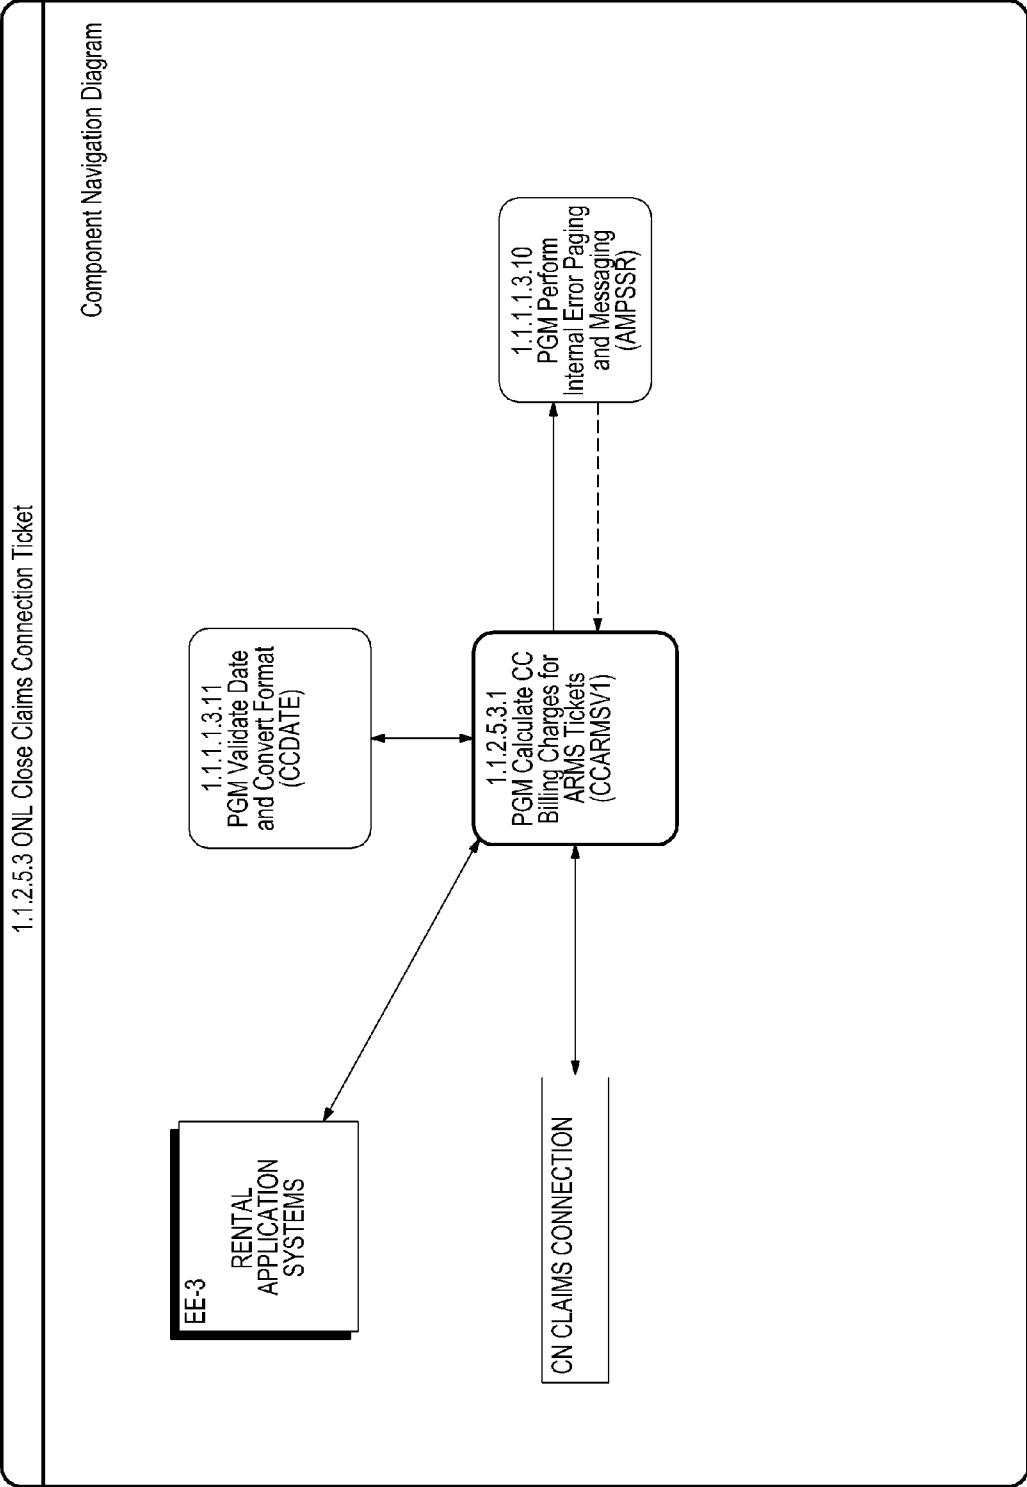 1.1.2.5.3 ONL Close Claims Connection Ticket
Component Navigation Diagram
EE-3
RENTAL
APPLICATION
SYSTEMS
1.1.1.1.3.11
PGM Validate Date
and Convert Format
(CCDATE)
CN CLAIMS CONNECTION
1.1.2.5.3.1
PGM Calculate CC
Billing Charges for
ARMS Tickets
(CCARMSV1)
1.1.1.1.3.10
PGM Perform
Internal Error Paging
and Messaging
(AMPSSR)